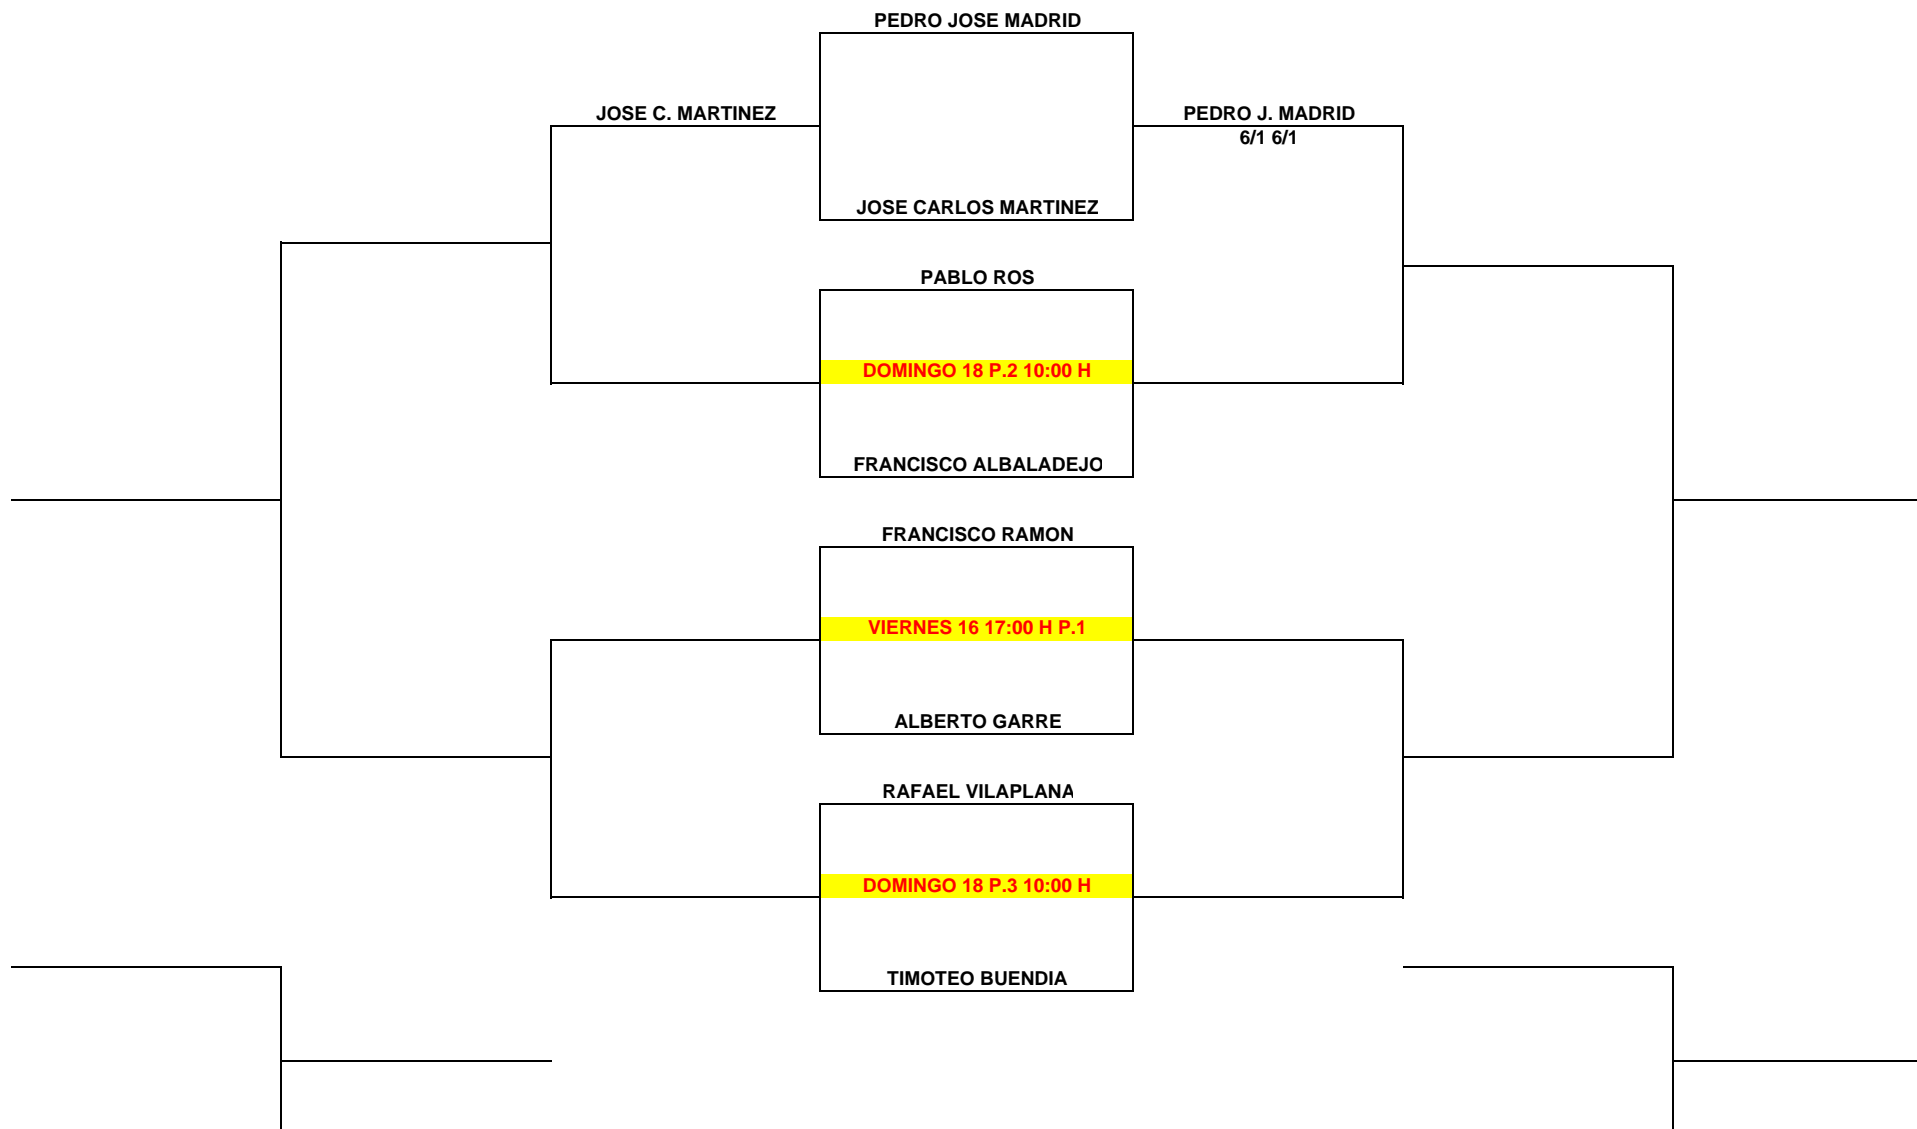 PEDRO JOSE MADRID
JOSE C. MARTINEZ
PEDRO J. MADRID
6/1 6/1
JOSE CARLOS MARTINEZ
PABLO ROS
DOMINGO 18 P.2 10:00 H
FRANCISCO ALBALADEJO
FRANCISCO RAMON
VIERNES 16 17:00 H P.1
ALBERTO GARRE
RAFAEL VILAPLANA
DOMINGO 18 P.3 10:00 H
TIMOTEO BUENDIA